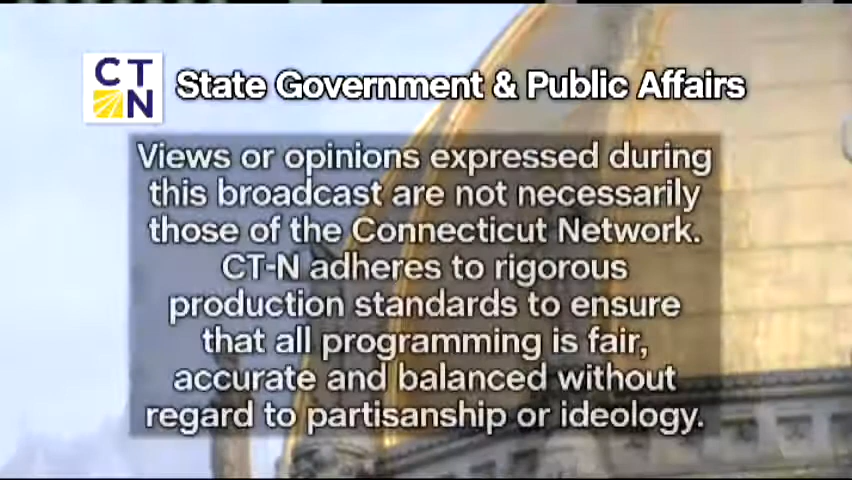 CT
N
State Government & Public Affairs
Views or opinions expressed during
this broadcast are not necessarily
those of the Connecticut Network.
CT-N adheres to rigorous
production standards to ensure
that all programming is fair,
accurate and balanced without
regard to partisanship or ideology.